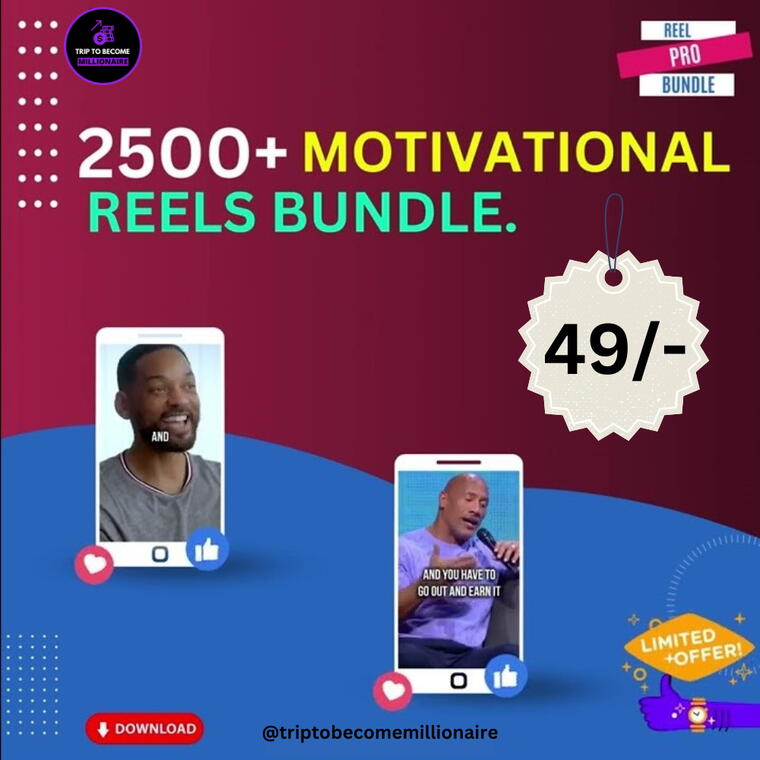 TRIP TO BECOME
MILLIONAIRE
REEL
PRO
BUNDLE
2500+ MOTIVATIONAL
REELS BUNDLE.
49/-
AND
AND YOU HAVE TO
GO OUT AND EARN IT
LIMITED
OFFER!
DOWNLOAD
@triptobecomemillionaire